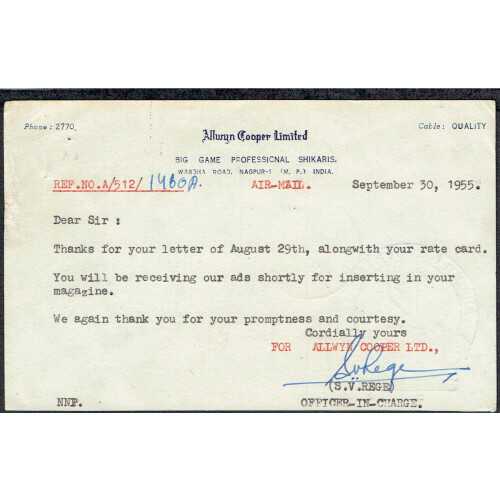 Phone: 2770
Allwyn Cooper Limited
Cable: QUALITY
BIG GAME PROFESSIONAL SHIKARIS.
WARDHA ROAD, NAGPUR-1 (M. P.) INDIA.
REF.NO.A/512/1460A. AIR-MAIL. September 30, 1955.
Dear Sir :
Thanks for your letter of August 29th, alongwith your rate card.
You will be receiving our ads shortly for inserting in your
magazine.
We again thank you for your promptness and courtesy.
Cordially yours
FOR ALLWYN COOPER LTD.,
SvRege
(S.V.REGE)
NNP. OFFICER-IN-CHARGE.